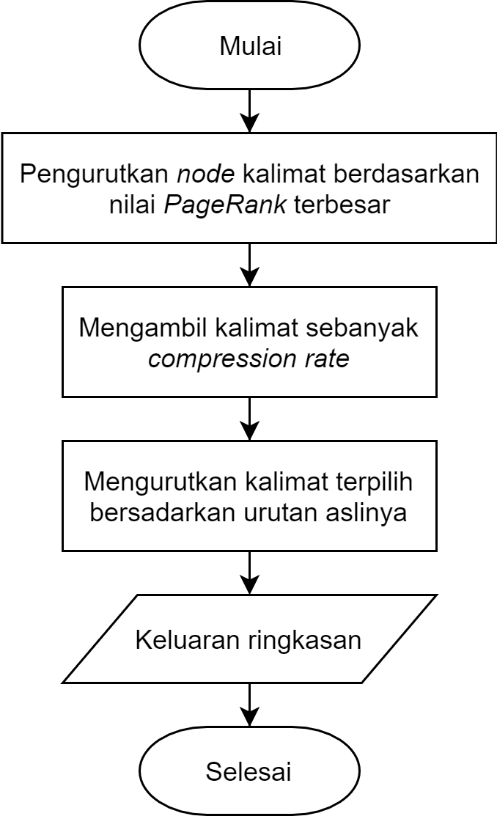 Mulai
Pengurutkan node kalimat berdasarkan
nilai PageRank terbesar
Mengambil kalimat sebanyak
compression rate
Mengurutkan kalimat terpilih
bersadarkan urutan aslinya
Keluaran ringkasan
Selesai